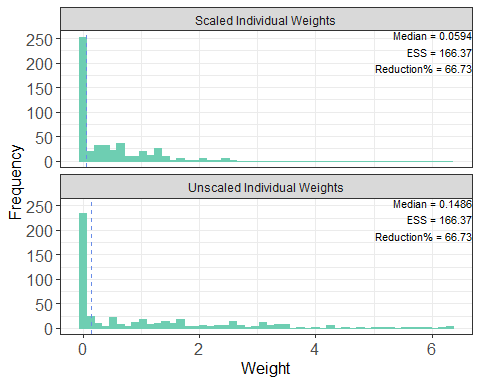 Scaled Individual Weights
Median = 0.0594
ESS = 166.37
Reduction% = 66.73
250
200
150
100
50
0
Unscaled Individual Weights
Median = 0.1486
ESS = 166.37
Reduction% = 66.73
250
200
150
100
50
0
Frequency
0 2 4 6
Weight